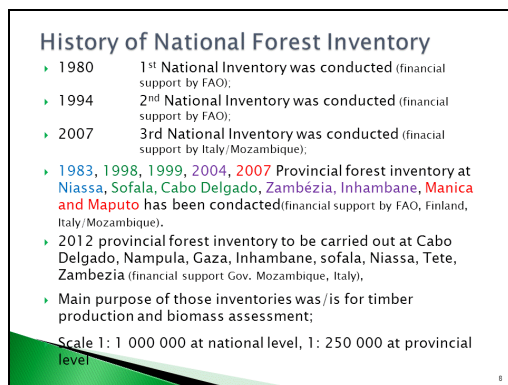 History of National Forest Inventory
1980 1st National Inventory was conducted (financial
support by FAO);
1994 2nd National Inventory was conducted (financial
support by FAO);
2007 3rd National Inventory was conducted (finacial
support by Italy/Mozambique);
1983, 1998, 1999, 2004, 2007 Provincial forest inventory at
Niassa, Sofala, Cabo Delgado, Zambézia, Inhambane, Manica
and Maputo has been condacted(financial support by FAO, Finland,
Italy/Mozambique).
2012 provincial forest inventory to be carried out at Cabo
Delgado, Nampula, Gaza, Inhambane, sofala, Niassa, Tete,
Zambezia (financial support Gov. Mozambique, Italy),
Main purpose of those inventories was/is for timber
production and biomass assessment;
Scale 1: 1 000 000 at national level, 1: 250 000 at provincial
level
8